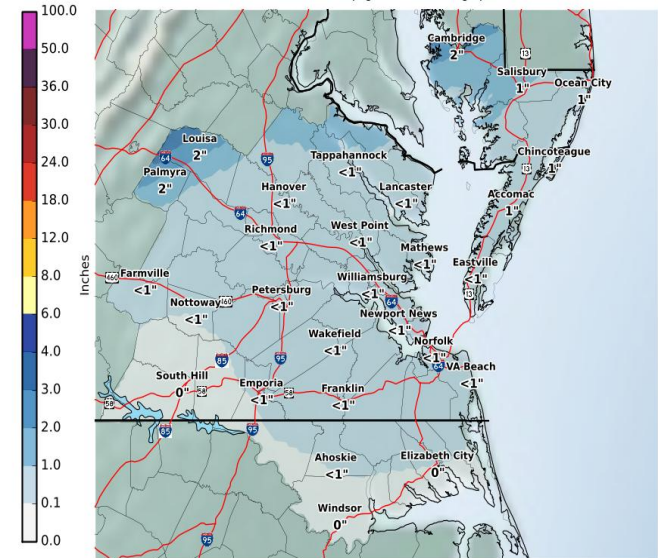 100.0
50.0
36.0
30.0
24.0
18.0
12.0
8.0
6.0
4.0
3.0
2.0
1.0
0.1
0.0
Inches
Cambridge
2"
13
Salisbury
1"
Ocean City
1"
Louisa
2"
64
Palmyra
2"
95
Tappahannock
<1"
Chincoteague
1"
13
Hanover
<1"
Lancaster
<1"
Accomac
1"
64
Richmond
<1"
West Point
<1"
Mathews
<1"
460
Farmville
<1"
Williamsburg
<1"
Eastville
<1"
13
Nottoway
<1"
460
Petersburg
<1"
64
Newport News
<1"
Wakefield
<1"
Norfolk
<1"
64
VA-Beach
<1"
85
95
South Hill
0"
58
Emporia
<1"
58
Franklin
<1"
58
85
95
Ahoskie
<1"
Elizabeth City
0"
Windsor
0"
95